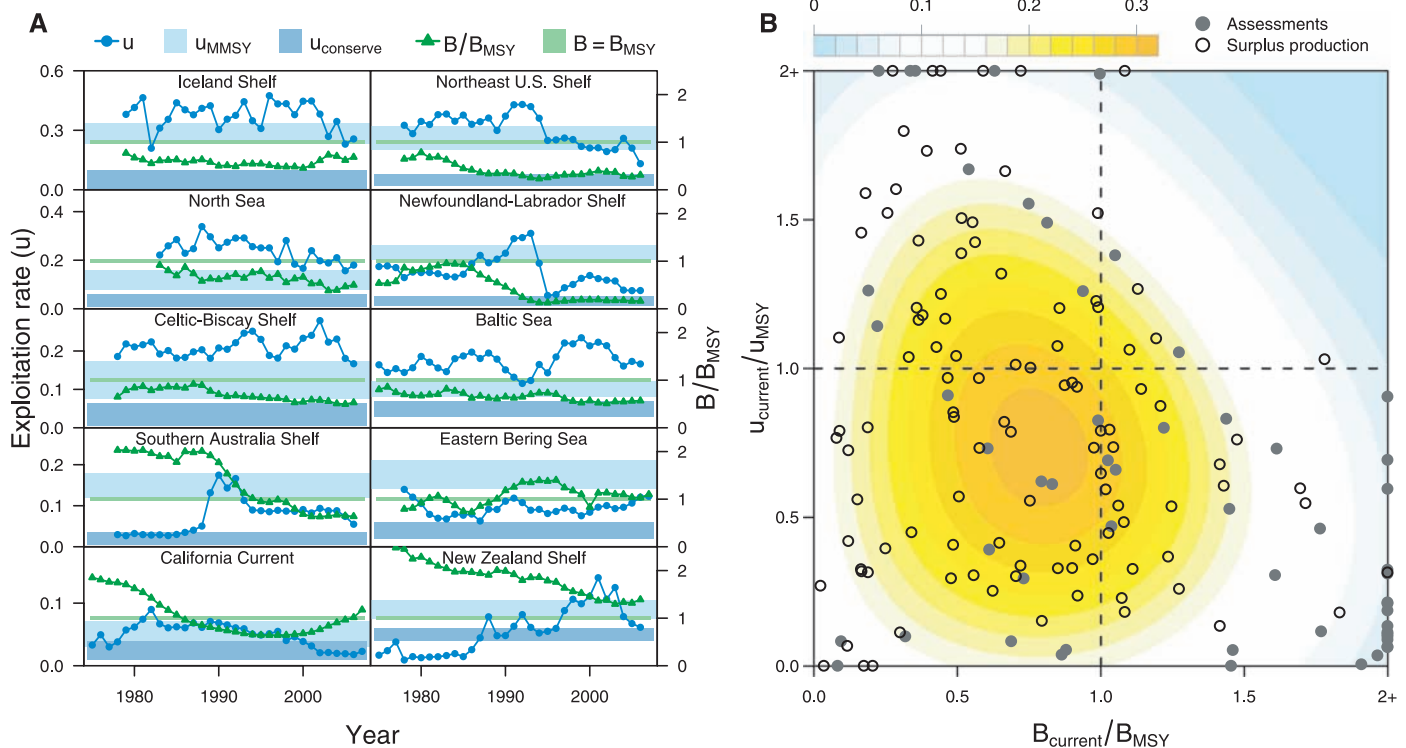 A
u
uMMSY
uconserve
B/BMSY
B = BMSY
Iceland Shelf
Northeast U.S. Shelf
North Sea
Newfoundland-Labrador Shelf
Celtic-Biscay Shelf
Baltic Sea
Southern Australia Shelf
Eastern Bering Sea
California Current
New Zealand Shelf
0.6
0.3
0.0
0.4
0.2
0.0
0.2
0.1
0.0
0.2
0.1
0.0
0.1
0.0
2
1
0
2
1
0
2
1
0
2
1
0
2
1
0
Exploitation rate (u)
B/BMSY
1980
1990
2000
1980
1990
2000
Year
B
0
0.1
0.2
0.3
Assessments
Surplus production
2+
1.5
1.0
0.5
0.0
ucurrent/uMSY
0.0
0.5
1.0
1.5
2+
Bcurrent/BMSY